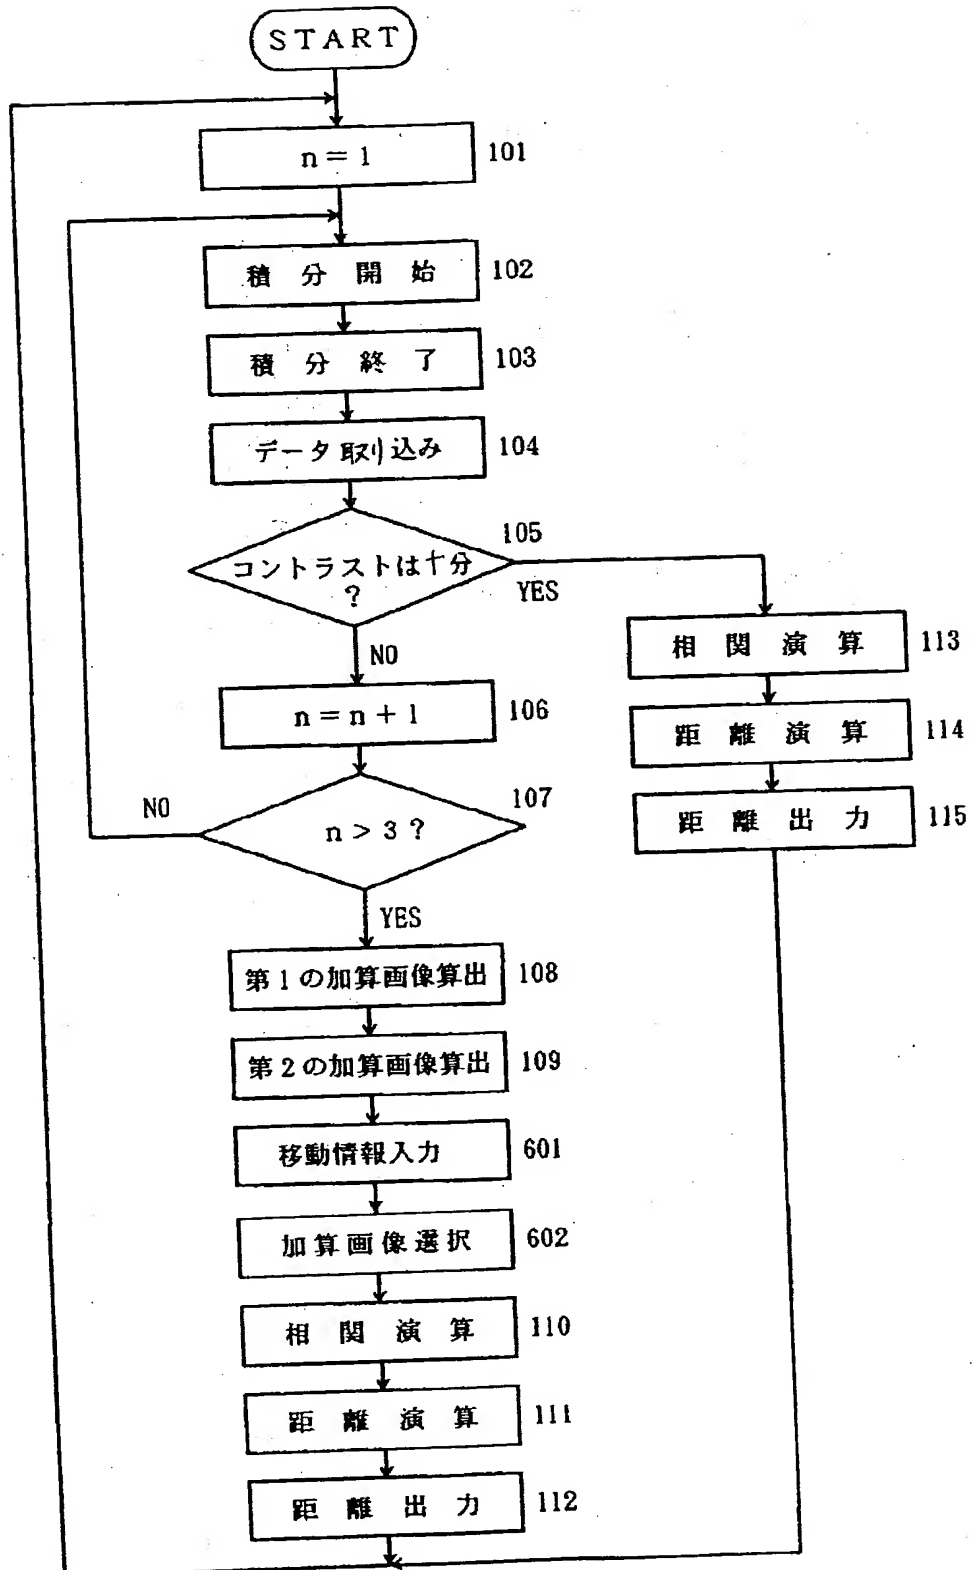 START
n=1
101
積分開始
102
積分終了
103
データ取り込み
104
コントラストは十分
?
105
YES
NO
n=n+1
106
n>3?
107
NO
YES
第1の加算画像算出
108
第2の加算画像算出
109
移動情報入力
601
加算画像選択
602
相関演算
110
距離演算
111
距離出力
112
相関演算
113
距離演算
114
距離出力
115